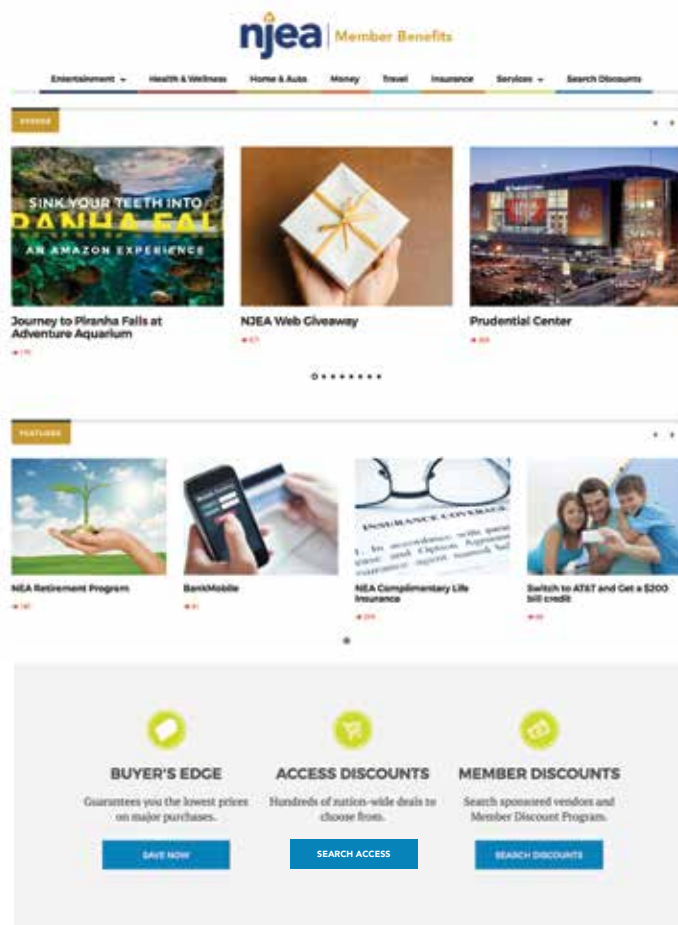 njea Member Benefits
Entertainment Health & Wellness Home & Auto Money Travel Insurance Services Search Discounts
SINK YOUR TEETH INTO
AN AMAZON EXPERIENCE
Journey to Piranha Falls at
Adventure Aquarium
NJEA Web Giveaway
Prudential Center
FEATURED
INSURANCE COVERAGE
NEA Retirement Program
BankMobile
NEA Complimentary Life
Insurance
Switch to AT&T and Get a $200
bill credit
BUYER'S EDGE
Guarantees you the lowest prices
on major purchases.
SAVE NOW
ACCESS DISCOUNTS
Hundreds of nation-wide deals to
choose from.
SEARCH ACCESS
MEMBER DISCOUNTS
Search sponsored vendors and
Member Discount Program.
SEARCH DISCOUNTS